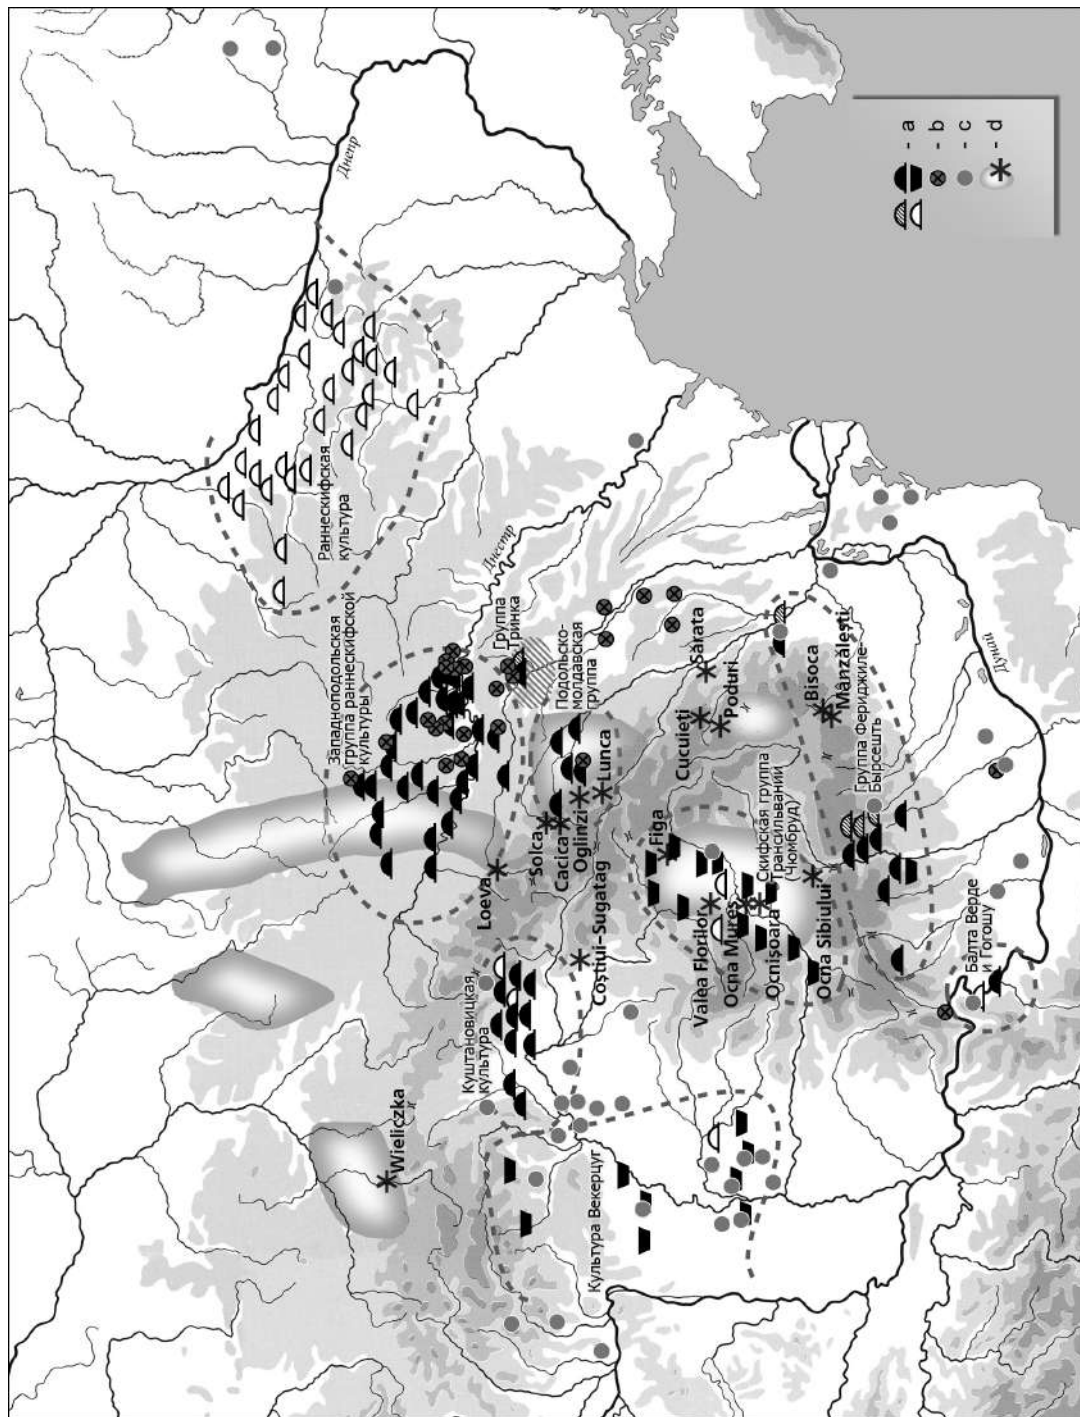 Днепр
Раннескифская
культура
Днестр
Западноподольская
группа раннескифской
культуры
Группа
Тринка
Подольско-
молдавская
группа
Sărata
Poduri
Cucuieți
Bisoca
Mânzălești
Группа Фериджиле-
Бырсешть
Дунай
Lunca
Oglinzi
Cacica
Solca
Loeva
Figa
Скифская группа
Трансильвании
(Чюмбруд)
Valea Florilor
Ocna Mureș
Ocnișoara
Ocna Sibiului
Балта Верде
и Гогошу
Costiui-Sugatag
Куштановицкая
культура
Wieliczka
Культура Векерцуг
- a
- b
- c
- d